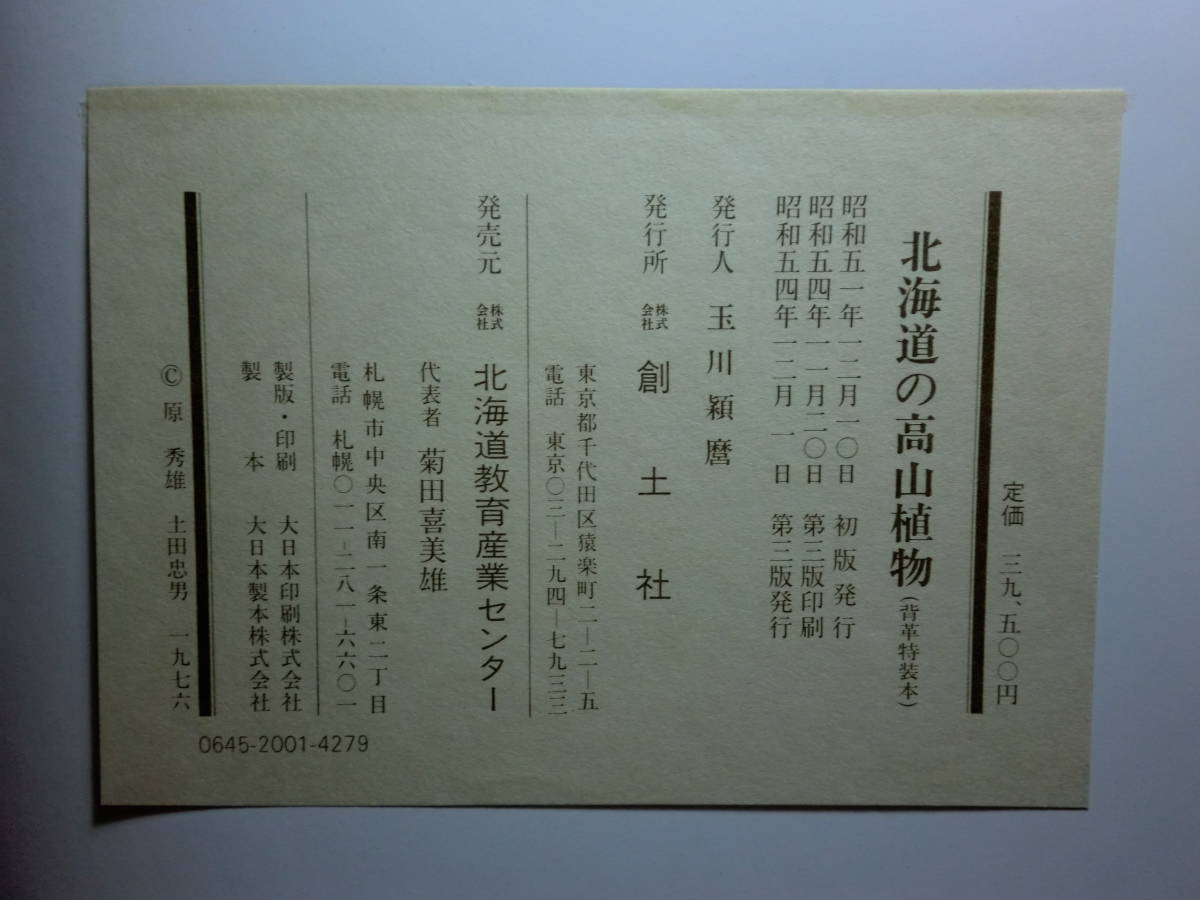 定価 三九、五〇〇円
北海道の高山植物(背革特装本)
昭和五一年一二月一〇日 初版発行
昭和五四年一一月二〇日 第三版印刷
昭和五四年一二月一日 第三版発行
発行人 玉川穎麿
発行所 株式会社 創土社
東京都千代田区猿楽町二―二―五
電話 東京〇三―二九四―七九三三
発売元 株式会社 北海道教育産業センター
代表者 菊田喜美雄
札幌市中央区南一条東二丁目
電話 札幌〇一一―二八一―六六〇一
製版・印刷 大日本印刷株式会社
製本 大日本製本株式会社
© 原秀雄 土田忠男 一九七六
0645-2001-4279